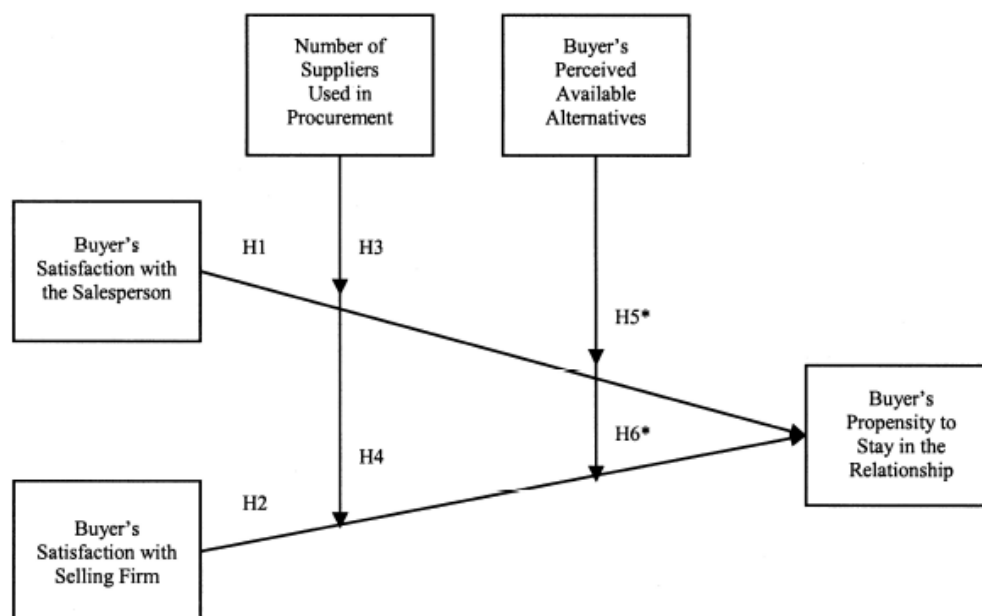 Number of
Suppliers
Used in
Procurement
Buyer's
Perceived
Available
Alternatives
Buyer's
Satisfaction with
the Salesperson
H1
H3
H5*
Buyer's
Propensity to
Stay in the
Relationship
H6*
H4
H2
Buyer's
Satisfaction with
Selling Firm